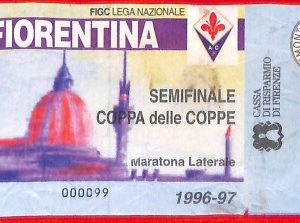 FIGC LEGA NAZIONALE
FIORENTINA
AC
SEMIFINALE
COPPA delle COPPE
Maratona Laterale
000099
1996-97
CASSA
DI RISPARMIO
DI FIRENZE